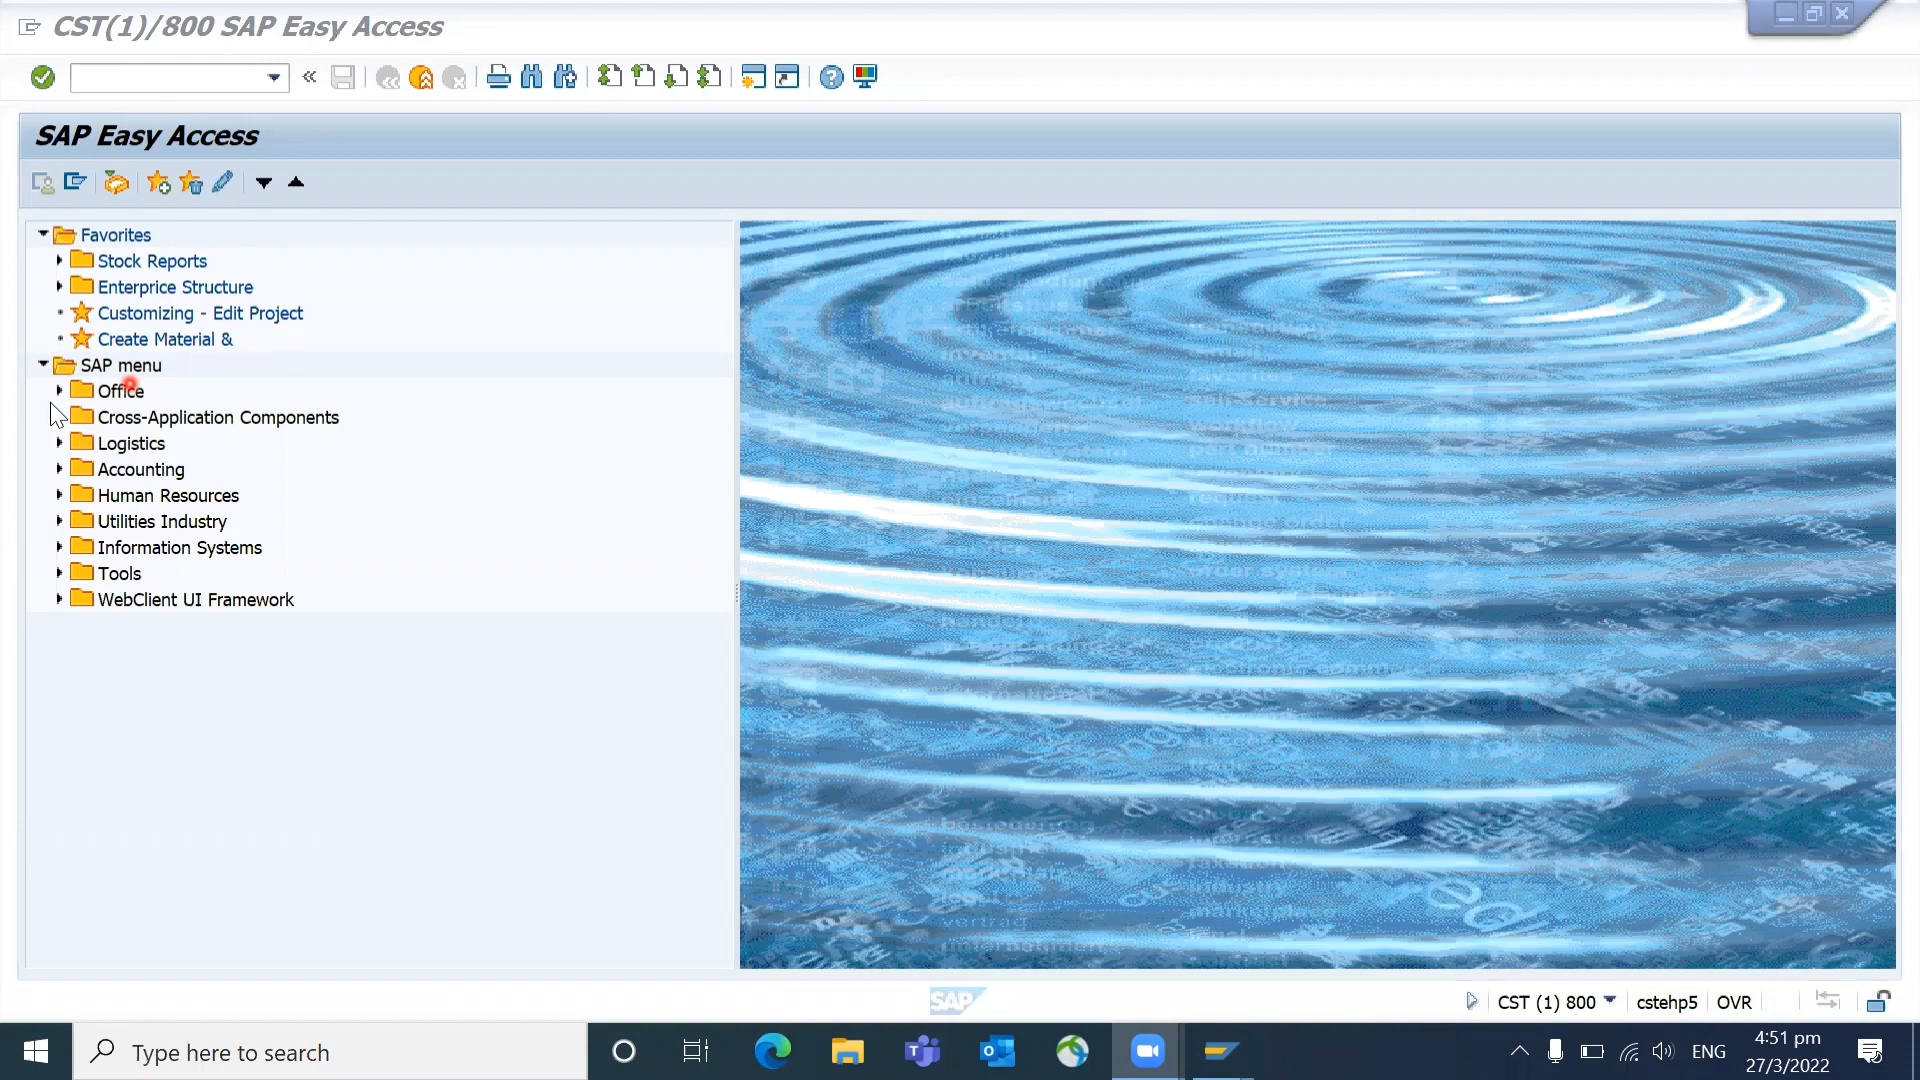 CST(1)/800 SAP Easy Access
SAP Easy Access
Favorites
Stock Reports
Enterprice Structure
Customizing - Edit Project
Create Material &
SAP menu
Office
Cross-Application Components
Logistics
Accounting
Human Resources
Utilities Industry
Information Systems
Tools
WebClient UI Framework
SAP
CST (1) 800
cstehp5
OVR
Type here to search
ENG
4:51 pm
27/3/2022